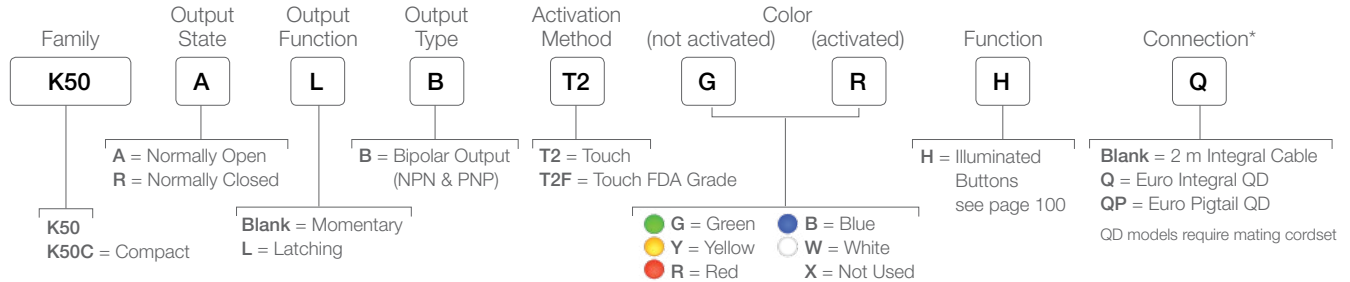 Family
Output State
Output Function
Output Type
Activation Method
Color
(not activated)
(activated)
Function
Connection*
K50
A
L
B
T2
G
R
H
Q
A = Normally Open
R = Normally Closed
B = Bipolar Output
(NPN & PNP)
T2 = Touch
T2F = Touch FDA Grade
H = Illuminated
Buttons
see page 100
Blank = 2 m Integral Cable
Q = Euro Integral QD
QP = Euro Pigtail QD
QD models require mating cordset
K50
K50C = Compact
Blank = Momentary
L = Latching
G = Green
Y = Yellow
R = Red
B = Blue
W = White
X = Not Used